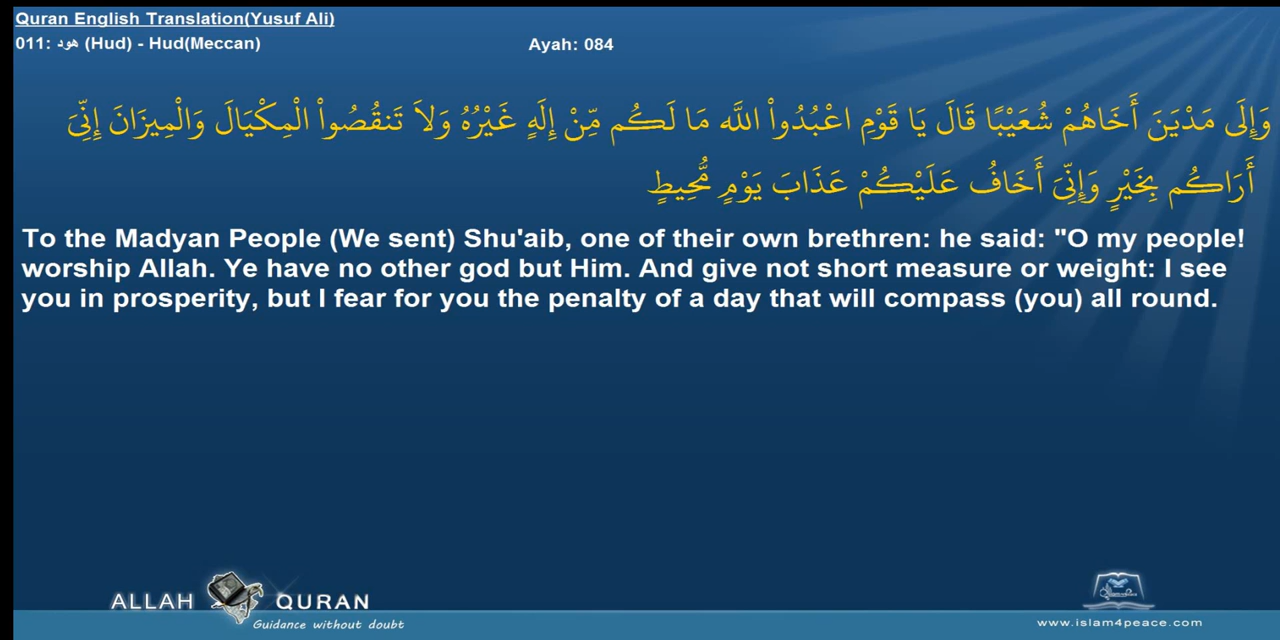 Quran English Translation(Yusuf Ali)
011: هود (Hud) - Hud(Meccan)
Ayah: 084
وَإِلَى مَدْيَنَ أَخَاهُمْ شُعَيْبًا قَالَ يَا قَوْمِ اعْبُدُواْ اللَّه مَا لَكُم مِّنْ إِلَهٍ غَيْرُهُ وَلاَ تَنقُصُواْ الْمِكْيَالَ وَالْمِيزَانَ إِنِّيَ
أَرَاكُم بِخَيْرٍ وَإِنِّيَ أَخَافُ عَلَيْكُمْ عَذَابَ يَوْمٍ مُّحِيطٍ
To the Madyan People (We sent) Shu'aib, one of their own brethren: he said: "O my people!
worship Allah. Ye have no other god but Him. And give not short measure or weight: I see
you in prosperity, but I fear for you the penalty of a day that will compass (you) all round.
ALLAH QURAN
Guidance without doubt
www.islam4peace.com